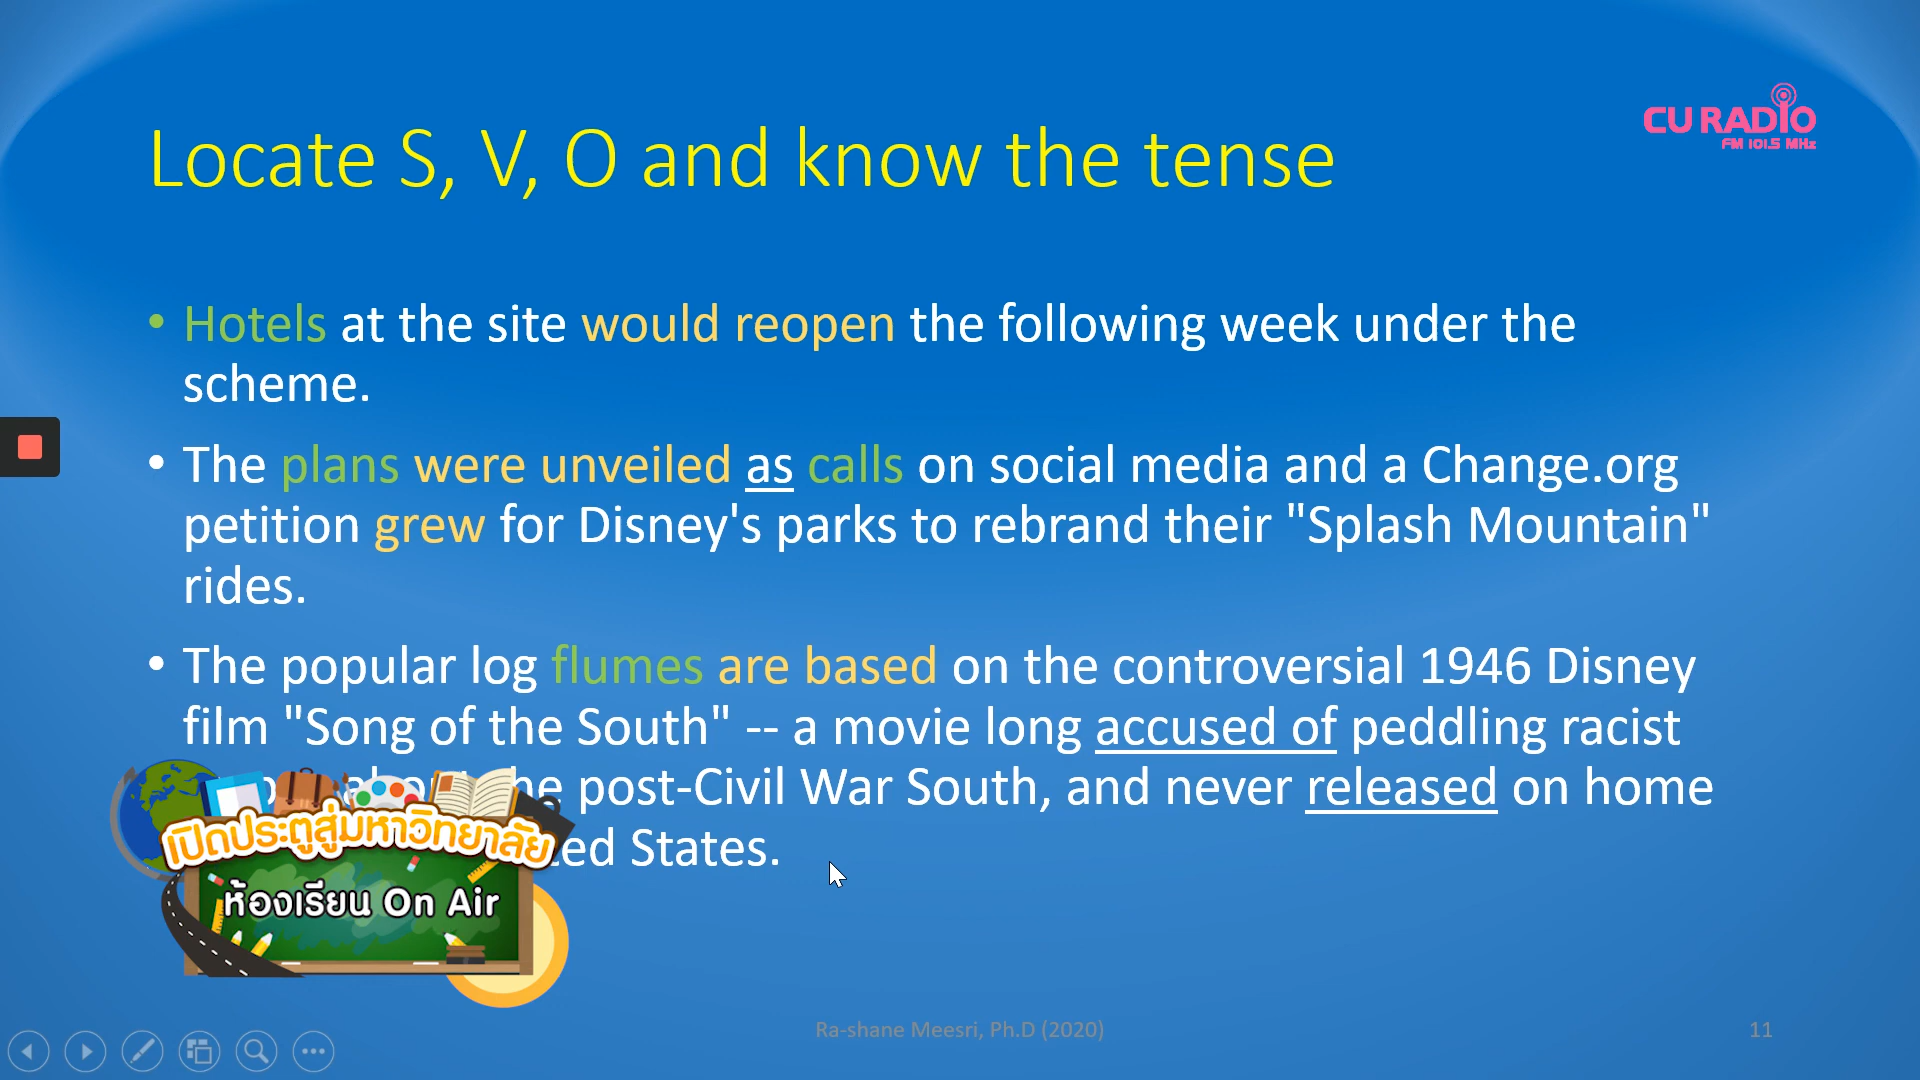 CU RADIO
FM 101.5 MHz
Locate S, V, O and know the tense
• Hotels at the site would reopen the following week under the
scheme.
• The plans were unveiled as calls on social media and a Change.org
petition grew for Disney's parks to rebrand their "Splash Mountain"
rides.
• The popular log flumes are based on the controversial 1946 Disney
film "Song of the South" -- a movie long accused of peddling racist
post-Civil War South, and never released on home
States.
เปิดประตูสู่มหาวิทยาลัย
ห้องเรียน On Air
Ra-shane Meesri, Ph.D (2020)
11